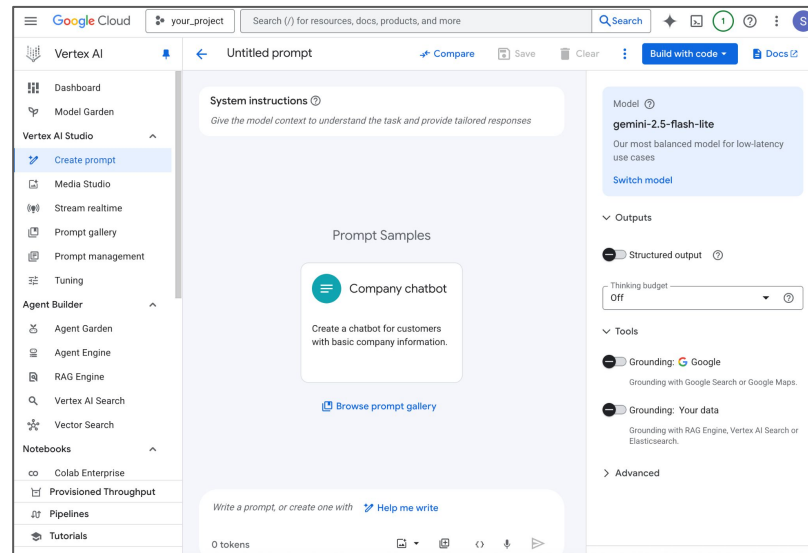 Google Cloud
your_project
Search (/) for resources, docs, products, and more
Search
1
S
Vertex AI
Dashboard
Model Garden
Vertex AI Studio
Create prompt
Media Studio
Stream realtime
Prompt gallery
Prompt management
Tuning
Agent Builder
Agent Garden
Agent Engine
RAG Engine
Vertex AI Search
Vector Search
Notebooks
Colab Enterprise
Provisioned Throughput
Pipelines
Tutorials
Untitled prompt
Compare
Save
Clear
Build with code
Docs
System instructions
Give the model context to understand the task and provide tailored responses
Prompt Samples
Company chatbot
Create a chatbot for customers
with basic company information.
Browse prompt gallery
Write a prompt, or create one with Help me write
0 tokens
Model
gemini-2.5-flash-lite
Our most balanced model for low-latency
use cases
Switch model
Outputs
Structured output
Thinking budget
Off
Tools
Grounding: Google
Grounding with Google Search or Google Maps.
Grounding: Your data
Grounding with RAG Engine, Vertex AI Search or
Elasticsearch.
Advanced